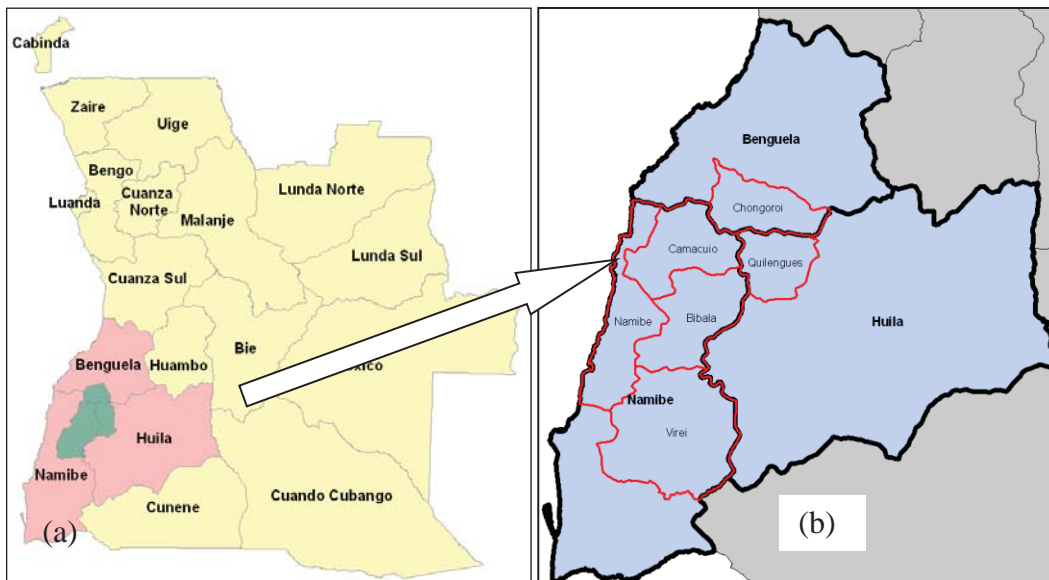 Cabinda
Zaire
Uige
Bengo
Luanda
Cuanza
Norte
Malanje
Lunda Norte
Lunda Sul
Cuanza Sul
Benguela
Huambo
Bie
xico
Huila
Namibe
Cunene
Cuando Cubango
(a)
Benguela
Chongoroi
Camacuio
Quilengues
Namibe
Bibala
Huila
Namibe
Virei
(b)